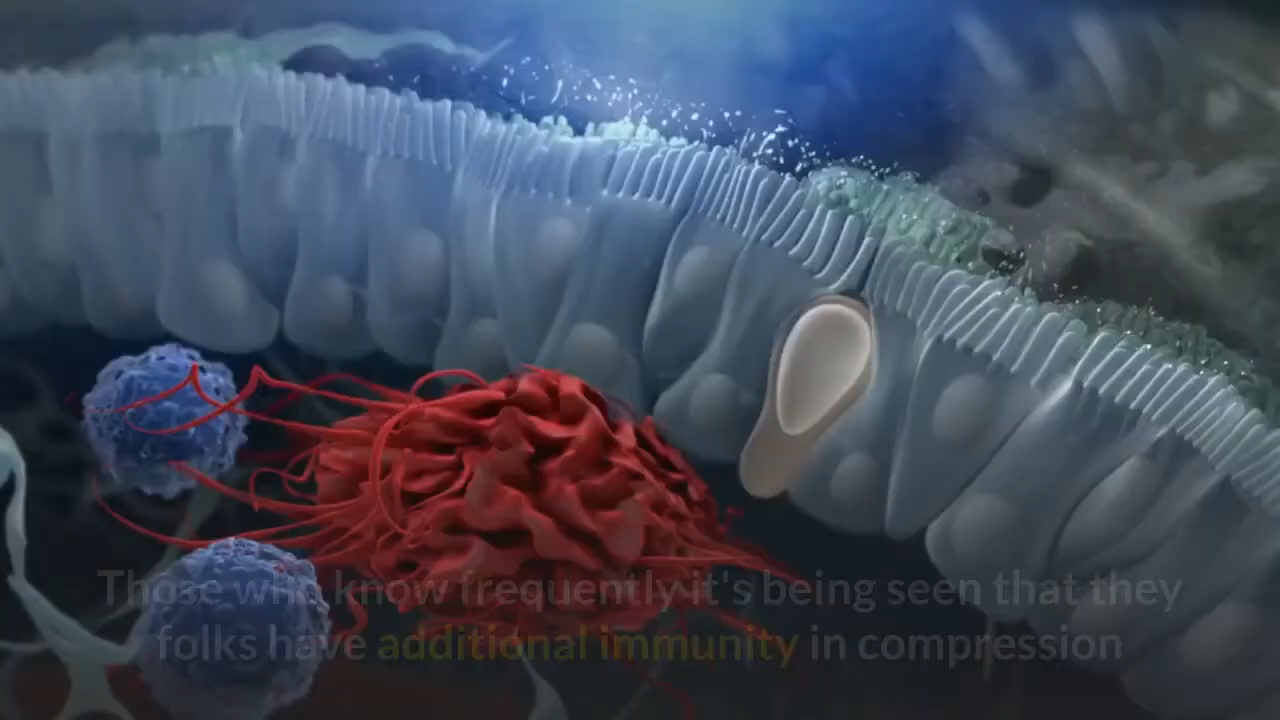 Those who know frequently it's being seen that they
folks have additional immunity in compression